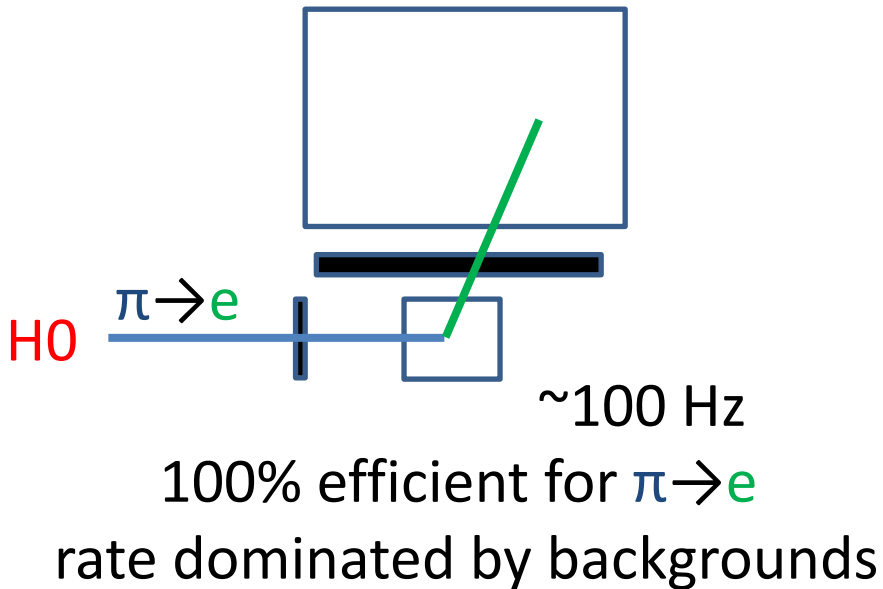 π→e
H0
~100 Hz
100% efficient for π→e
rate dominated by backgrounds